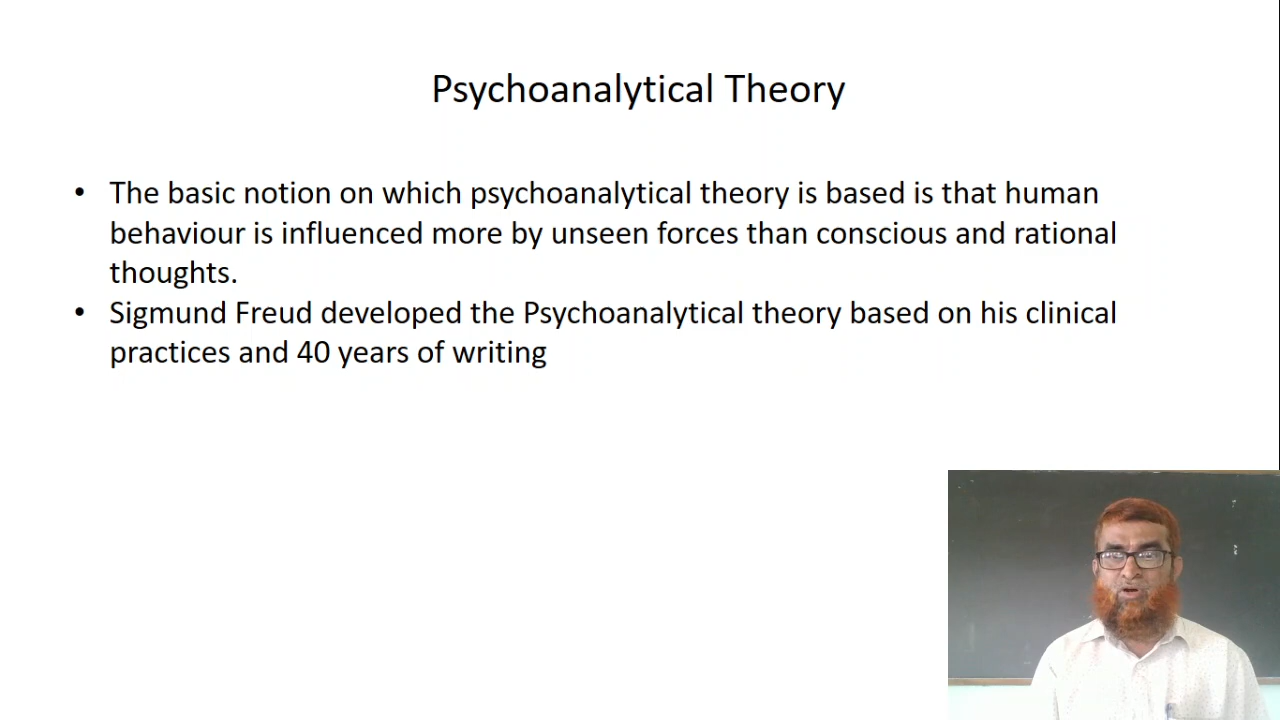 Psychoanalytical Theory
• The basic notion on which psychoanalytical theory is based is that human
behaviour is influenced more by unseen forces than conscious and rational
thoughts.
• Sigmund Freud developed the Psychoanalytical theory based on his clinical
practices and 40 years of writing